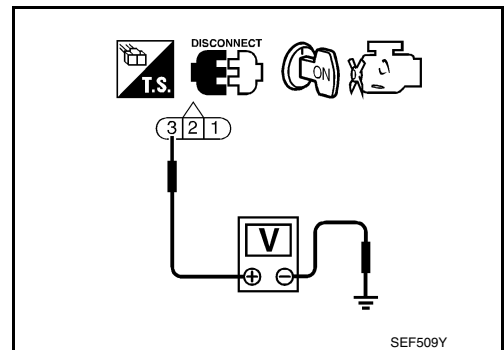 DISCONNECT
T.S.
ON
3 2 1
V
+ −
SEF509Y